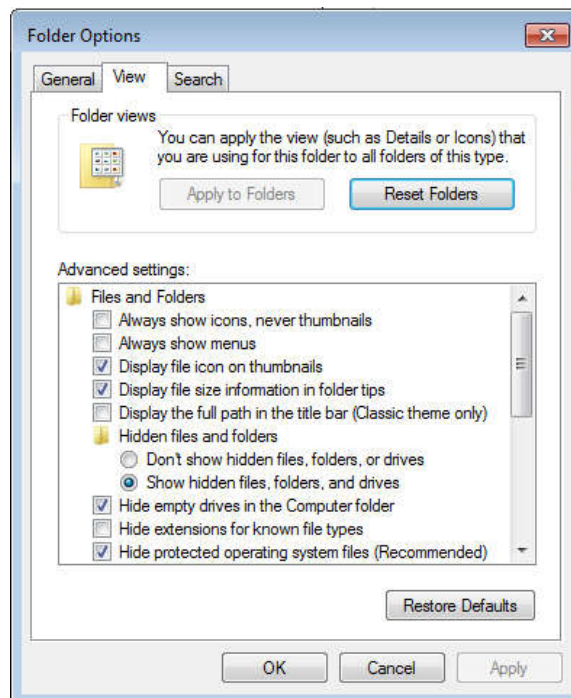 Folder Options
General
View
Search
Folder views
You can apply the view (such as Details or Icons) that
you are using for this folder to all folders of this type.
Apply to Folders
Reset Folders
Advanced settings:
Files and Folders
Always show icons, never thumbnails
Always show menus
Display file icon on thumbnails
Display file size information in folder tips
Display the full path in the title bar (Classic theme only)
Hidden files and folders
Don't show hidden files, folders, or drives
Show hidden files, folders, and drives
Hide empty drives in the Computer folder
Hide extensions for known file types
Hide protected operating system files (Recommended)
Restore Defaults
OK
Cancel
Apply